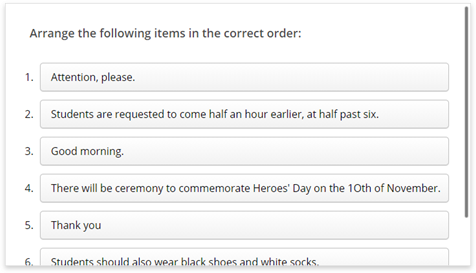 Arrange the following items in the correct order:
1. Attention, please.
2. Students are requested to come half an hour earlier, at half past six.
3. Good morning.
4. There will be ceremony to commemorate Heroes' Day on the 1Oth of November.
5. Thank you
6. Students should also wear black shoes and white socks.